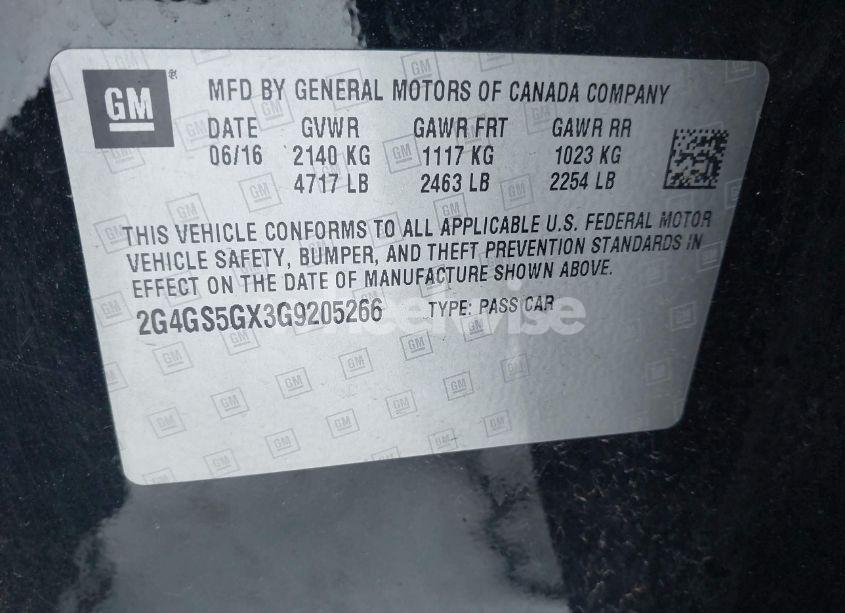 GM
MFD BY GENERAL MOTORS OF CANADA COMPANY
DATE GVWR GAWR FRT GAWR RR
06/16 2140 KG 1117 KG 1023 KG
4717 LB 2463 LB 2254 LB
THIS VEHICLE CONFORMS TO ALL APPLICABLE U.S. FEDERAL MOTOR
VEHICLE SAFETY, BUMPER, AND THEFT PREVENTION STANDARDS IN
EFFECT ON THE DATE OF MANUFACTURE SHOWN ABOVE.
2G4GS5GX3G9205266 TYPE: PASS CAR